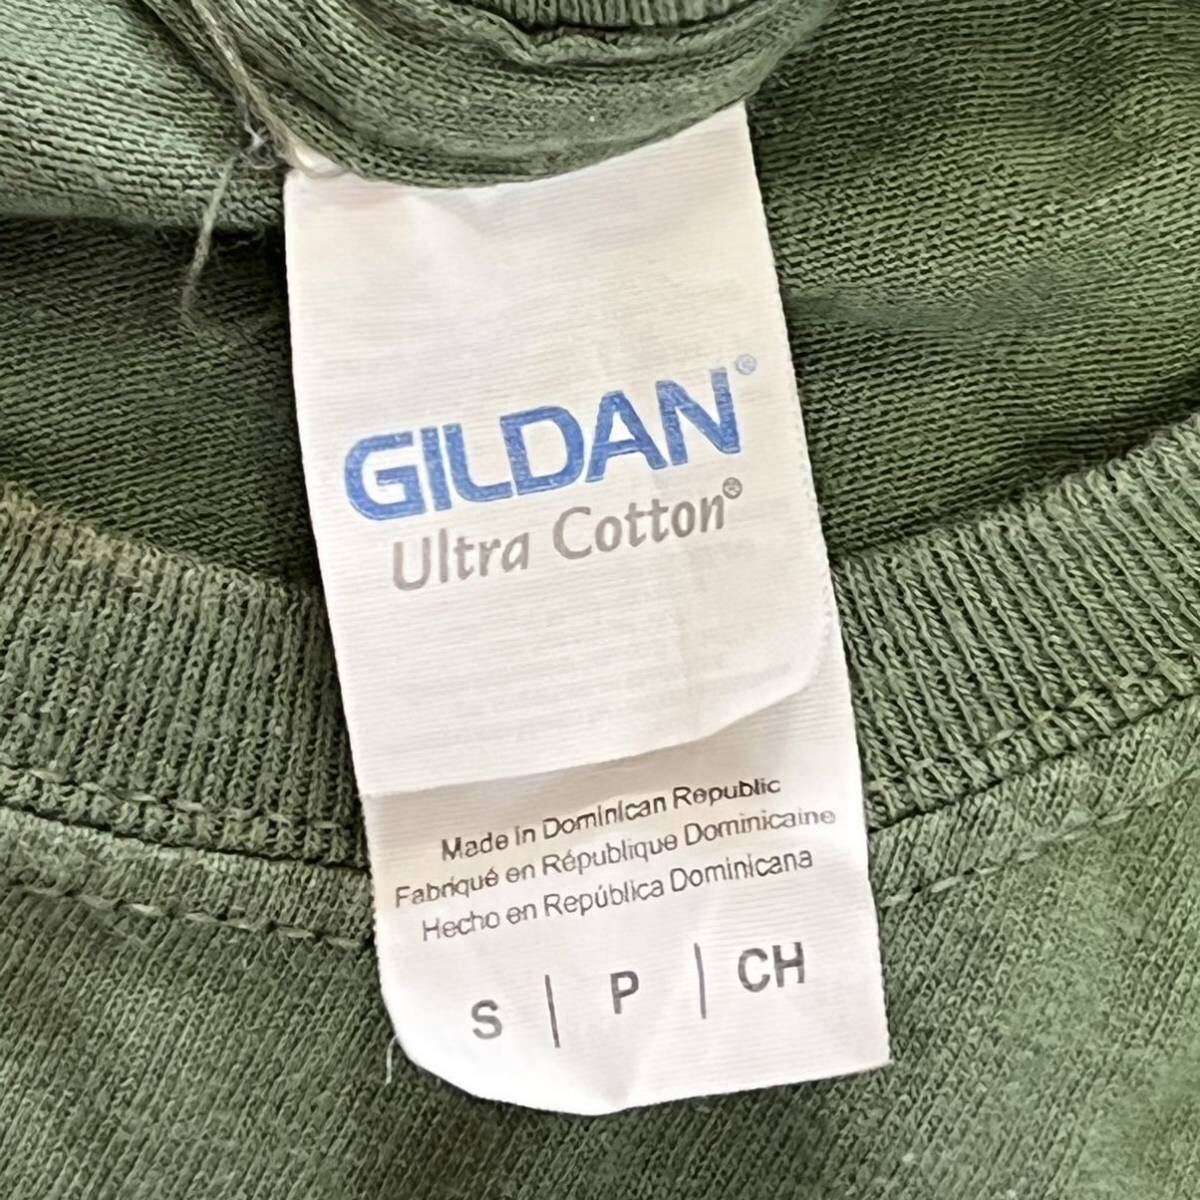 GILDAN®
Ultra Cotton®
Made in Dominican Republic
Fabriqué en République Dominicaine
Hecho en República Dominicana
S | P | CH